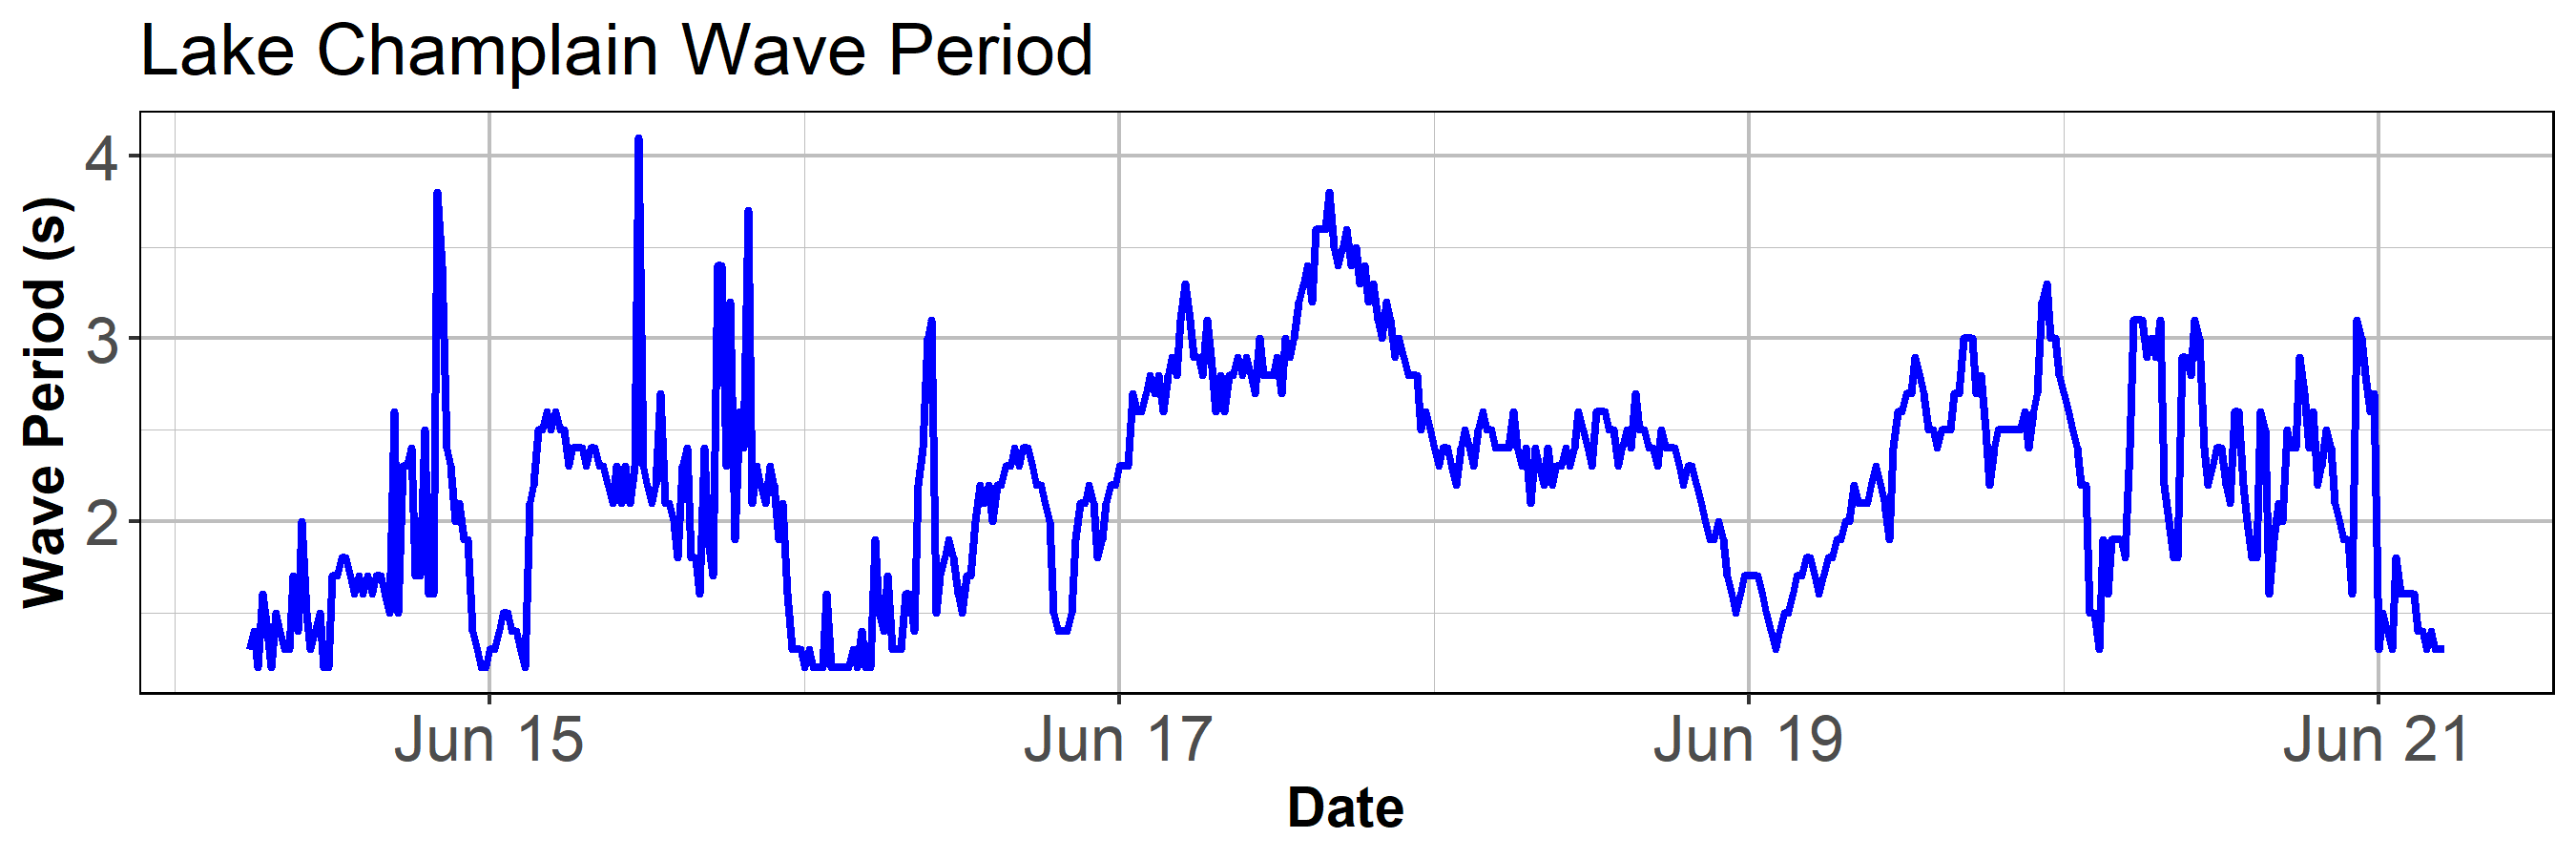 Lake Champlain Wave Period
Wave Period (s)
4
3
2
Jun 15 Jun 17 Jun 19 Jun 21
Date